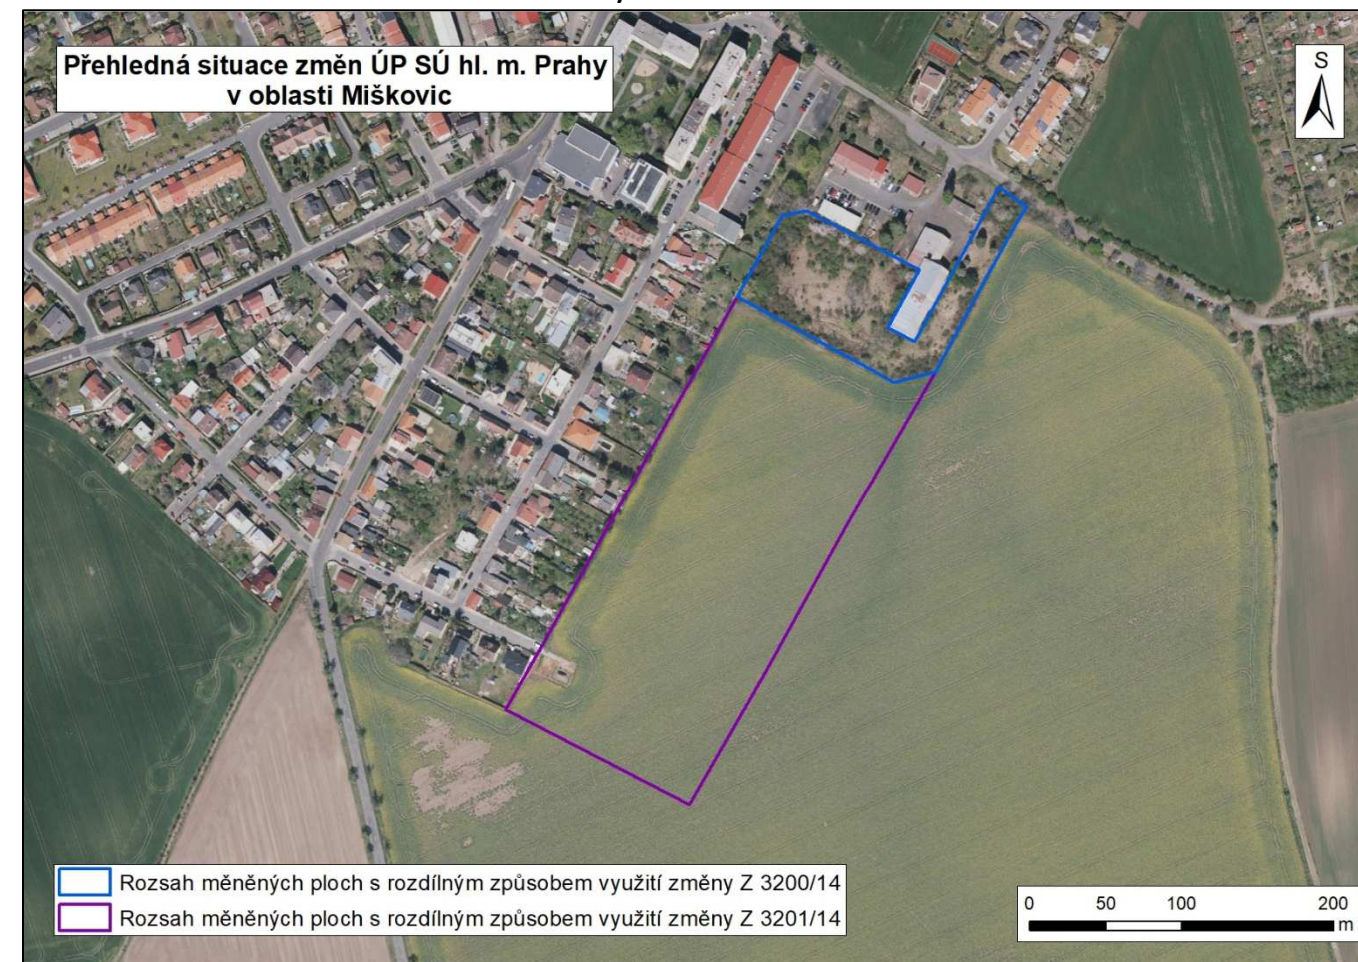 Přehledná situace změn ÚP SÚ hl. m. Prahy
v oblasti Miškovic
S
Rozsah měněných ploch s rozdílným způsobem využití změny Z 3200/14
Rozsah měněných ploch s rozdílným způsobem využití změny Z 3201/14
0 50 100 200
m